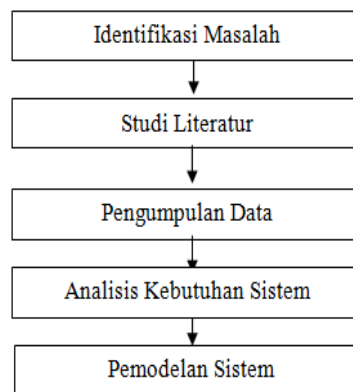 Identifikasi Masalah
Studi Literatur
Pengumpulan Data
Analisis Kebutuhan Sistem
Pemodelan Sistem